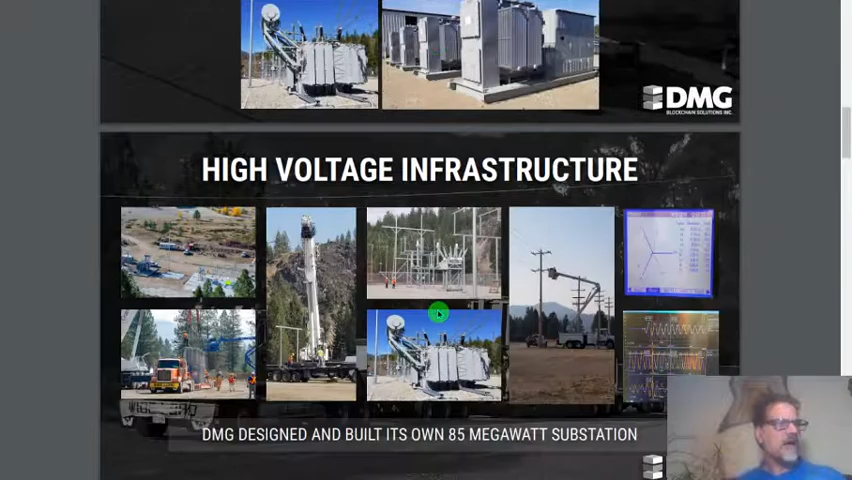 DMG
BLOCKCHAIN SOLUTIONS INC.
HIGH VOLTAGE INFRASTRUCTURE
DMG DESIGNED AND BUILT ITS OWN 85 MEGAWATT SUBSTATION